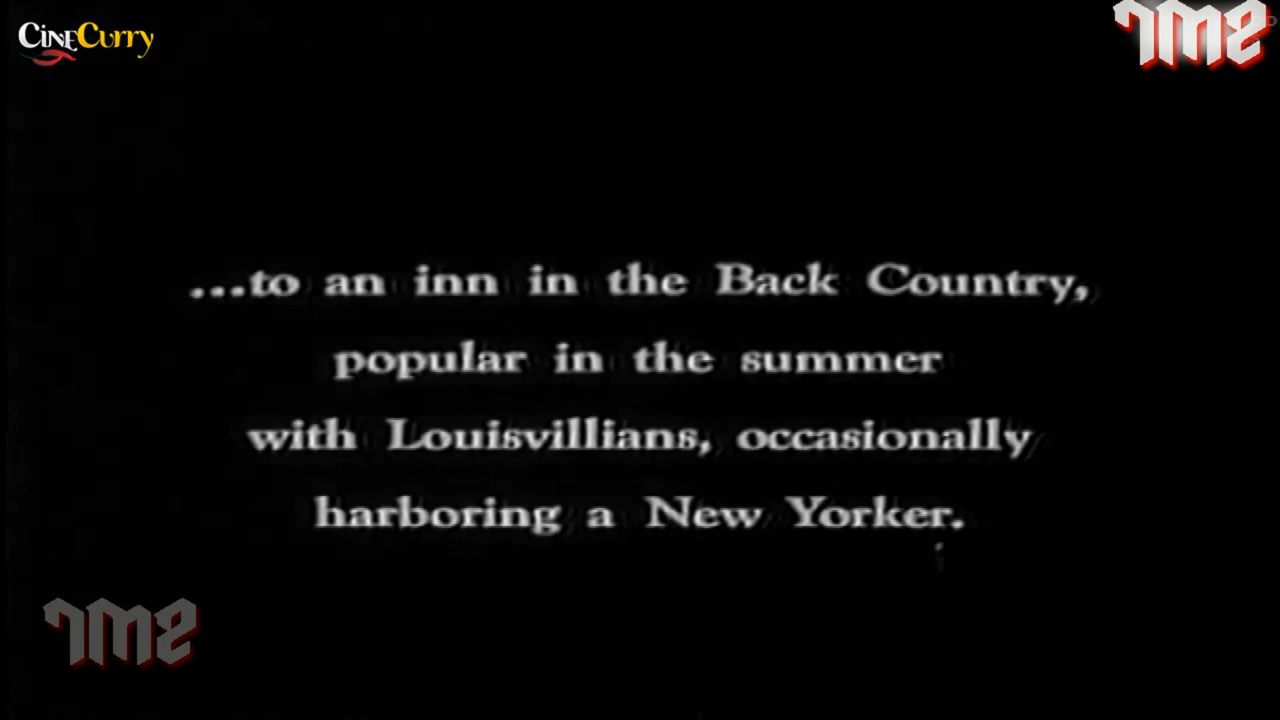 CineCurry
...to an inn in the Back Country,
popular in the summer
with Louisvillians, occasionally
harboring a New Yorker.